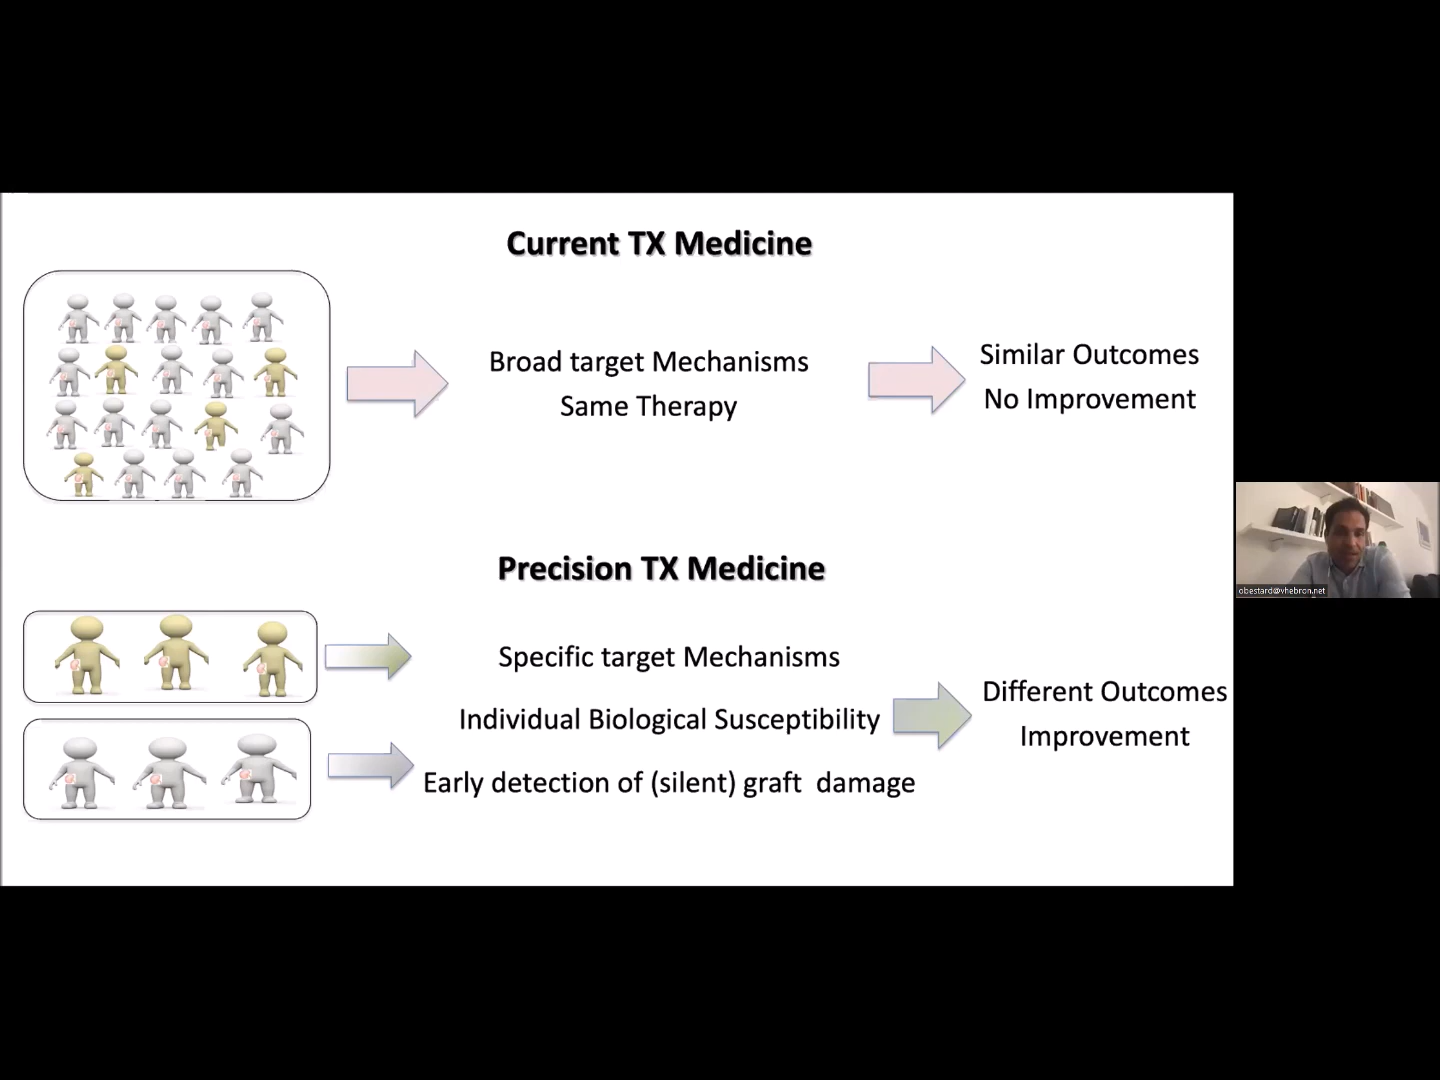 Current TX Medicine
Broad target Mechanisms
Same Therapy
Similar Outcomes
No Improvement
Precision TX Medicine
Specific target Mechanisms
Individual Biological Susceptibility
Early detection of (silent) graft  damage
Different Outcomes
Improvement
obestard@vhebron.net